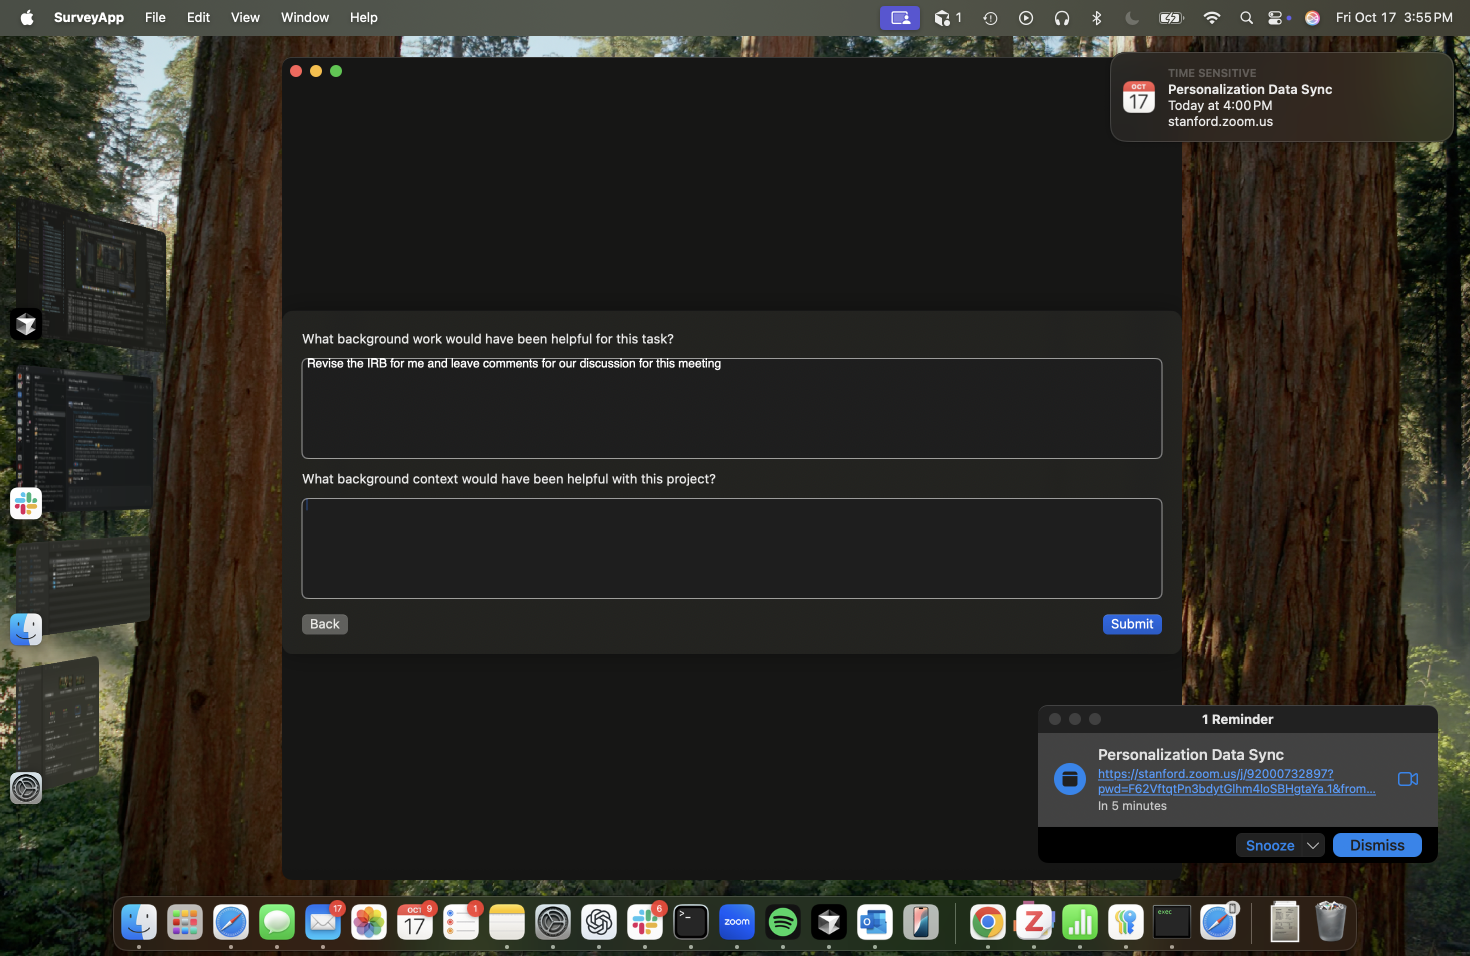 SurveyApp File Edit View Window Help 1 Fri Oct 17 3:55 PM
TIME SENSITIVE
Personalization Data Sync
Today at 4:00 PM
stanford.zoom.us
OCT
17
What background work would have been helpful for this task?
Revise the IRB for me and leave comments for our discussion for this meeting
What background context would have been helpful with this project?
Back Submit
1 Reminder
Personalization Data Sync
https://stanford.zoom.us/j/92000732897?
pwd=F62VftqtPn3bdytGlhm4loSBHgtaYa.1&from...
In 5 minutes
Snooze Dismiss
17 OCT 17 9 1 6 zoom exec